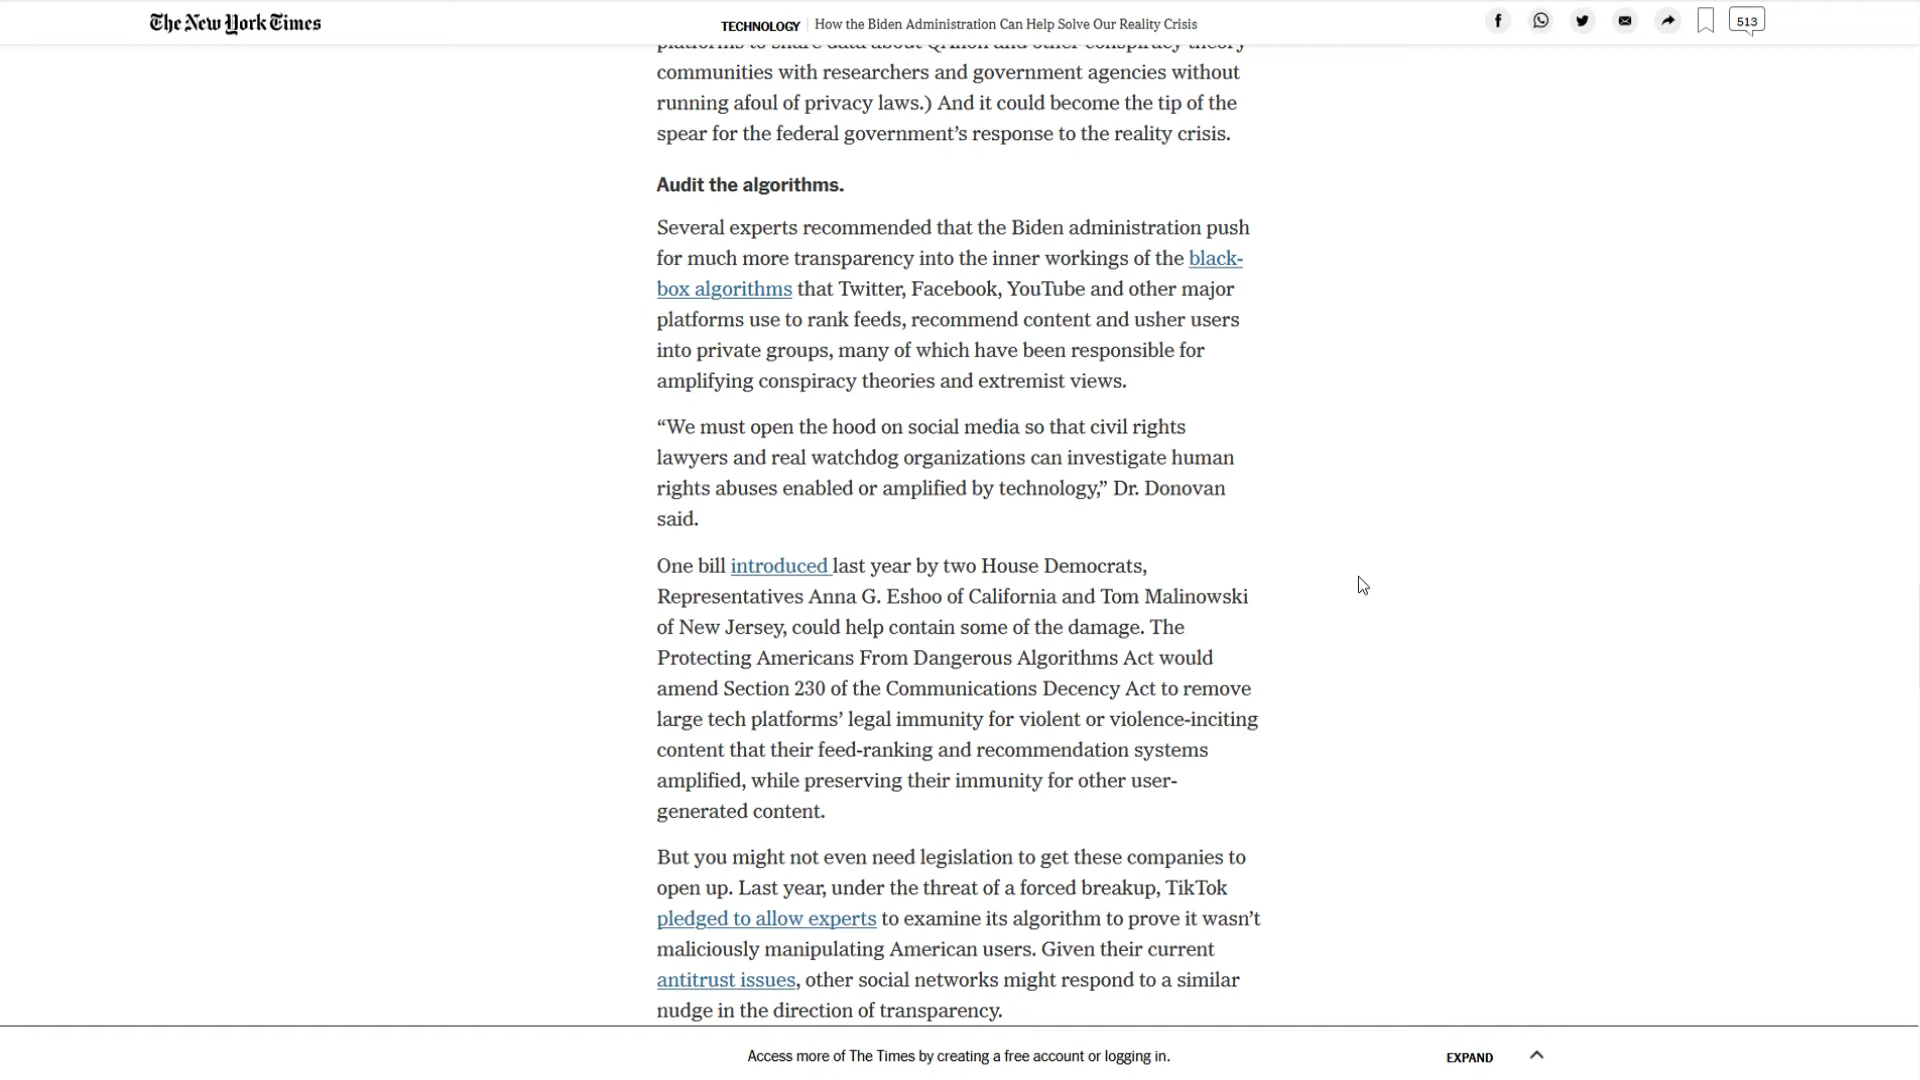 The New York Times
TECHNOLOGY | How the Biden Administration Can Help Solve Our Reality Crisis
513
platforms to share data about QAnon and other conspiracy theory
communities with researchers and government agencies without
running afoul of privacy laws.) And it could become the tip of the
spear for the federal government’s response to the reality crisis.
Audit the algorithms.
Several experts recommended that the Biden administration push
for much more transparency into the inner workings of the black-
box algorithms that Twitter, Facebook, YouTube and other major
platforms use to rank feeds, recommend content and usher users
into private groups, many of which have been responsible for
amplifying conspiracy theories and extremist views.
“We must open the hood on social media so that civil rights
lawyers and real watchdog organizations can investigate human
rights abuses enabled or amplified by technology,” Dr. Donovan
said.
One bill introduced last year by two House Democrats,
Representatives Anna G. Eshoo of California and Tom Malinowski
of New Jersey, could help contain some of the damage. The
Protecting Americans From Dangerous Algorithms Act would
amend Section 230 of the Communications Decency Act to remove
large tech platforms’ legal immunity for violent or violence-inciting
content that their feed-ranking and recommendation systems
amplified, while preserving their immunity for other user-
generated content.
But you might not even need legislation to get these companies to
open up. Last year, under the threat of a forced breakup, TikTok
pledged to allow experts to examine its algorithm to prove it wasn’t
maliciously manipulating American users. Given their current
antitrust issues, other social networks might respond to a similar
nudge in the direction of transparency.
Access more of The Times by creating a free account or logging in.
EXPAND